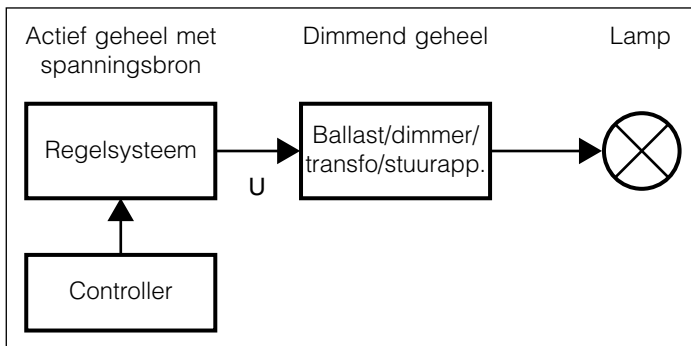 Actief geheel met
spanningsbron
Dimmend geheel
Lamp
Regelsysteem
U
Ballast/dimmer/
transfo/stuurapp.
Controller